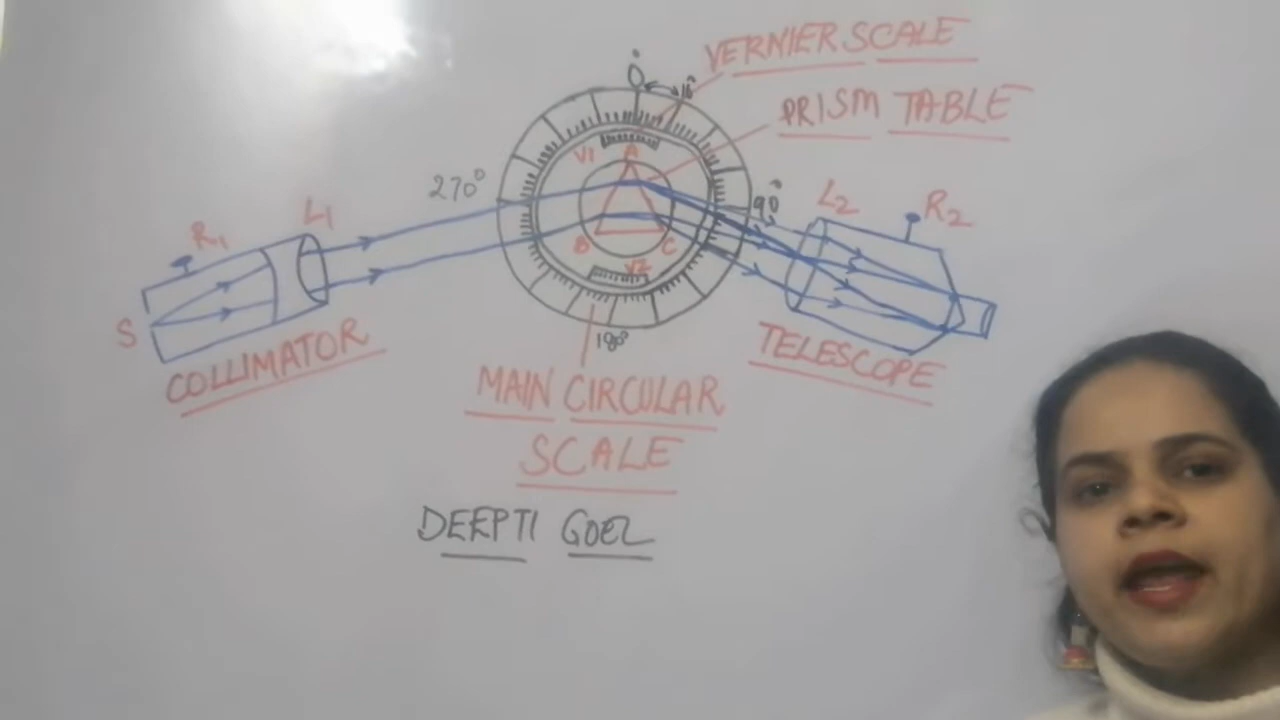 VERNIER SCALE
PRISM TABLE
0°
V1
A
270°
90°
L2
R2
L1
R1
B
C
V2
S
180°
COLLIMATOR
TELESCOPE
MAIN CIRCULAR
SCALE
DEEPTI GOEL